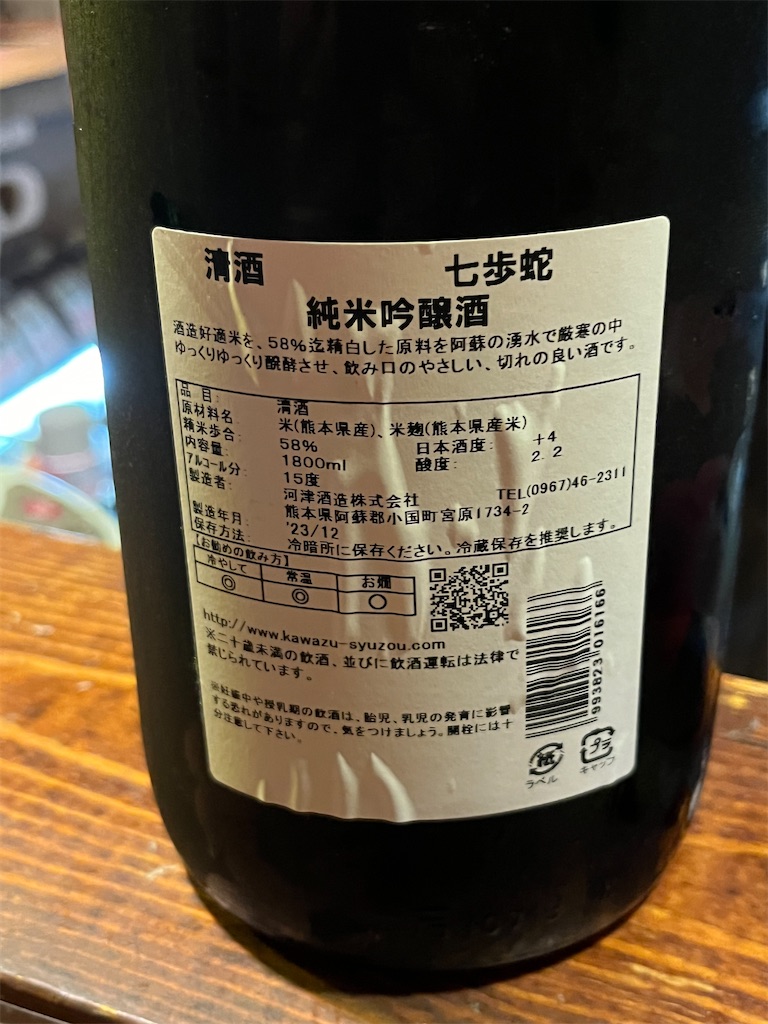 清酒 七歩蛇
純米吟醸酒
酒造好適米を、58%迄精白した原料を阿蘇の湧水で厳寒の中
ゆっくりゆっくり醗酵させ、飲み口のやさしい、切れの良い酒です。
品目: 清酒
原材料名: 米(熊本県産)、米麹(熊本県産米)
精米歩合: 58% 日本酒度: +4
内容量: 1800ml 酸度: 2.2
アルコール分: 15度
製造者: 河津酒造株式会社 TEL(0967)46-2311
熊本県阿蘇郡小国町宮原1734-2
製造年月: '23/12
保存方法: 冷暗所に保存ください。冷蔵保存を推奨します。
【お勧めの飲み方】
冷やして 常温 お燗
◎ ◎ ○
http://www.kawazu-syuzou.com
※二十歳未満の飲酒、並びに飲酒運転は法律で
禁じられています。
※妊娠中や授乳期の飲酒は、胎児、乳児の発育に影響
する恐れがありますので、気をつけましょう。開栓には十
分注意して下さい。
993823 016166
紙 プラ
ラベル キャップ